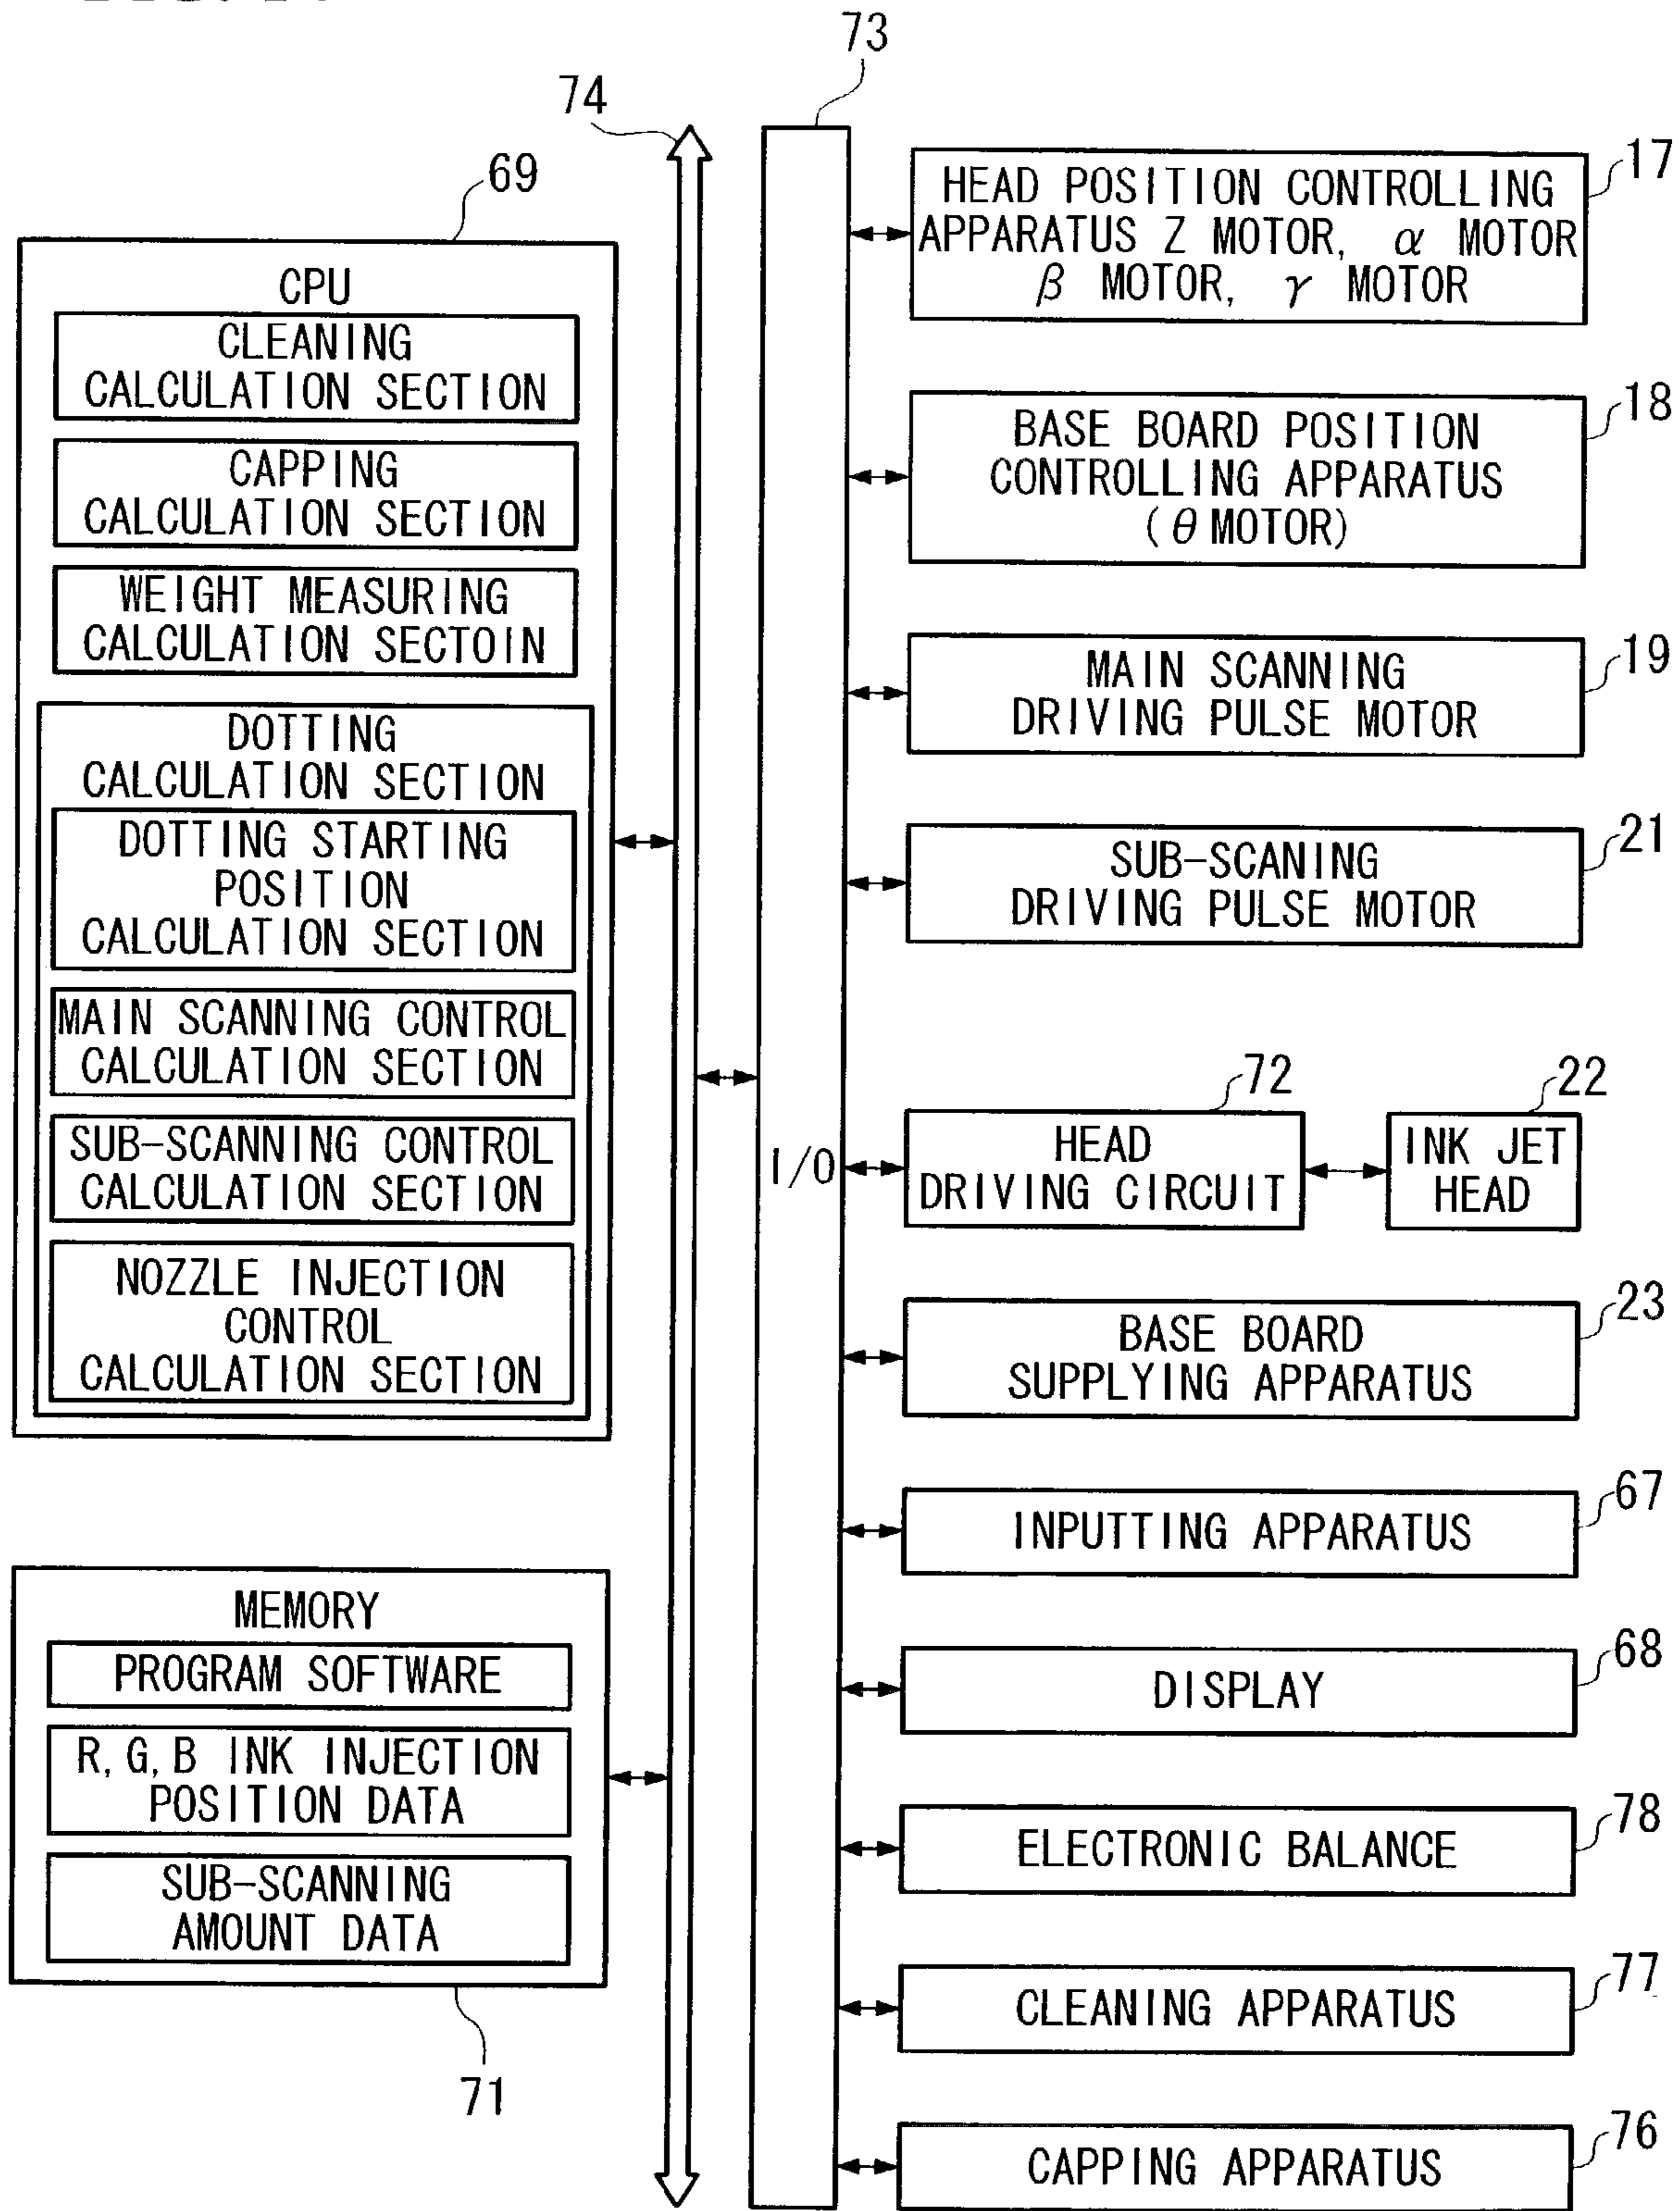 73
74
69
CPU
CLEANING
CALCULATION SECTION
CAPPING
CALCULATION SECTION
WEIGHT MEASURING
CALCULATION SECTOIN
DOTTING
CALCULATION SECTION
DOTTING STARTING
POSITION
CALCULATION SECTION
MAIN SCANNING CONTROL
CALCULATION SECTION
SUB-SCANNING CONTROL
CALCULATION SECTION
NOZZLE INJECTION
CONTROL
CALCULATION SECTION
MEMORY
PROGRAM SOFTWARE
R, G, B INK INJECTION
POSITION DATA
SUB-SCANNING
AMOUNT DATA
71
I/O
HEAD POSITION CONTROLLING
APPARATUS Z MOTOR, α MOTOR
β MOTOR, γ MOTOR
17
BASE BOARD POSITION
CONTROLLING APPARATUS
(θ MOTOR)
18
MAIN SCANNING
DRIVING PULSE MOTOR
19
SUB-SCANING
DRIVING PULSE MOTOR
21
HEAD
DRIVING CIRCUIT
72
INK JET
HEAD
22
BASE BOARD
SUPPLYING APPARATUS
23
INPUTTING APPARATUS
67
DISPLAY
68
ELECTRONIC BALANCE
78
CLEANING APPARATUS
77
CAPPING APPARATUS
76